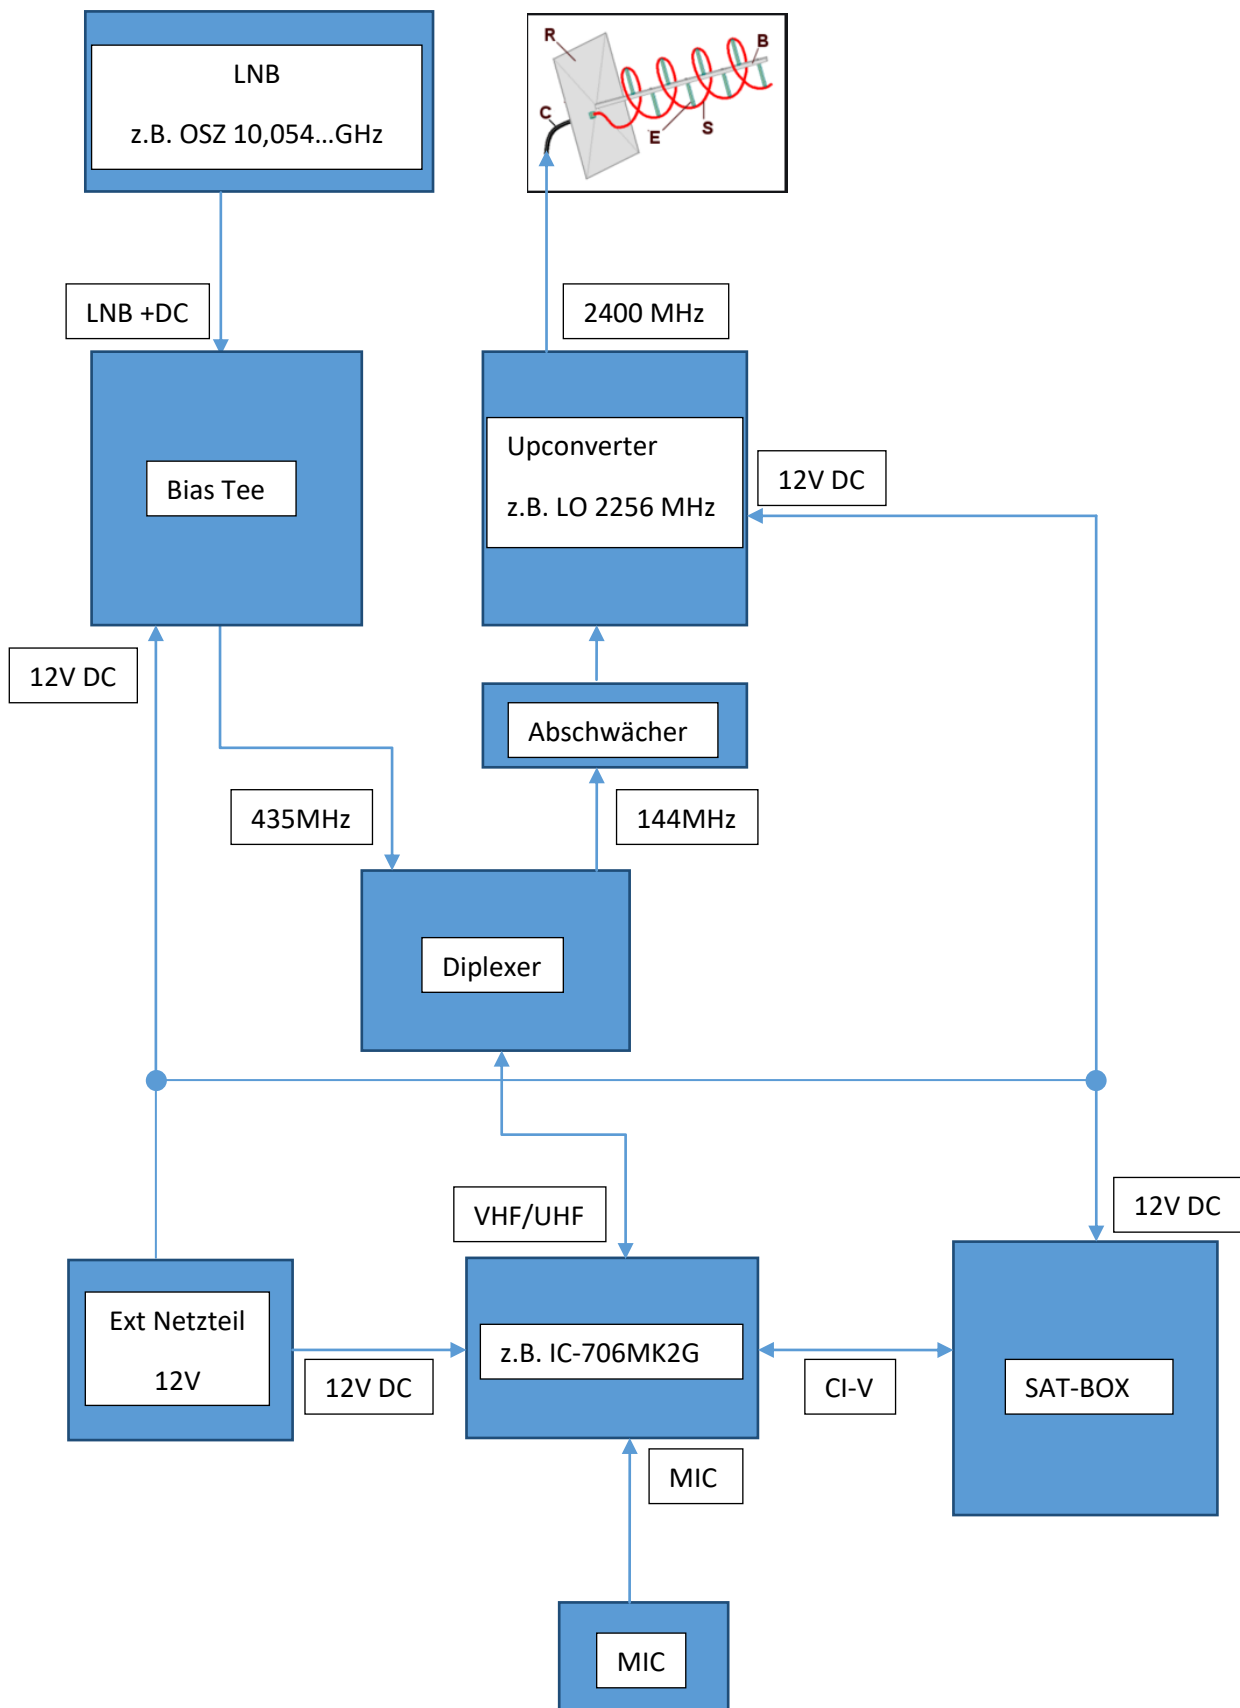 LNB
z.B. OSZ 10,054...GHz
R
B
C
E
S
LNB +DC
2400 MHz
Upconverter
z.B. LO 2256 MHz
12V DC
Bias Tee
12V DC
Abschwächer
435MHz
144MHz
Diplexer
VHF/UHF
12V DC
Ext Netzteil
12V
12V DC
z.B. IC-706MK2G
CI-V
SAT-BOX
MIC
MIC